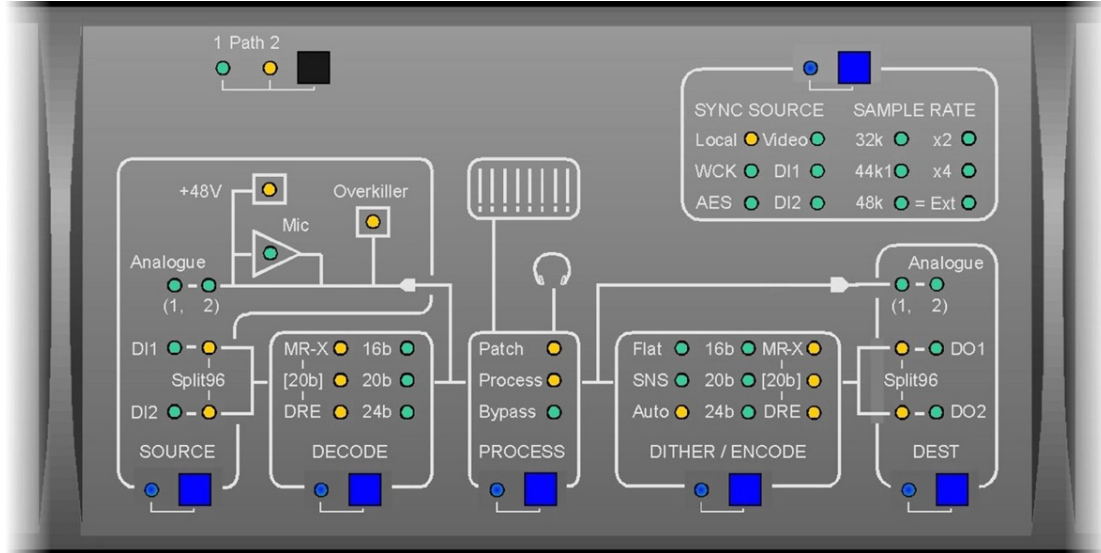 1 Path 2
SYNC SOURCE SAMPLE RATE
Local Video 32k x2
WCK DI1 44k1 x4
AES DI2 48k = Ext
+48V
Overkiller
Mic
Analogue
(1, 2)
DI1
Split96
DI2
SOURCE
MR-X 16b
[20b] 20b
DRE 24b
DECODE
Patch
Process
Bypass
PROCESS
Flat 16b MR-X
SNS 20b [20b]
Auto 24b DRE
DITHER / ENCODE
Analogue
(1, 2)
DO1
Split96
DO2
DEST